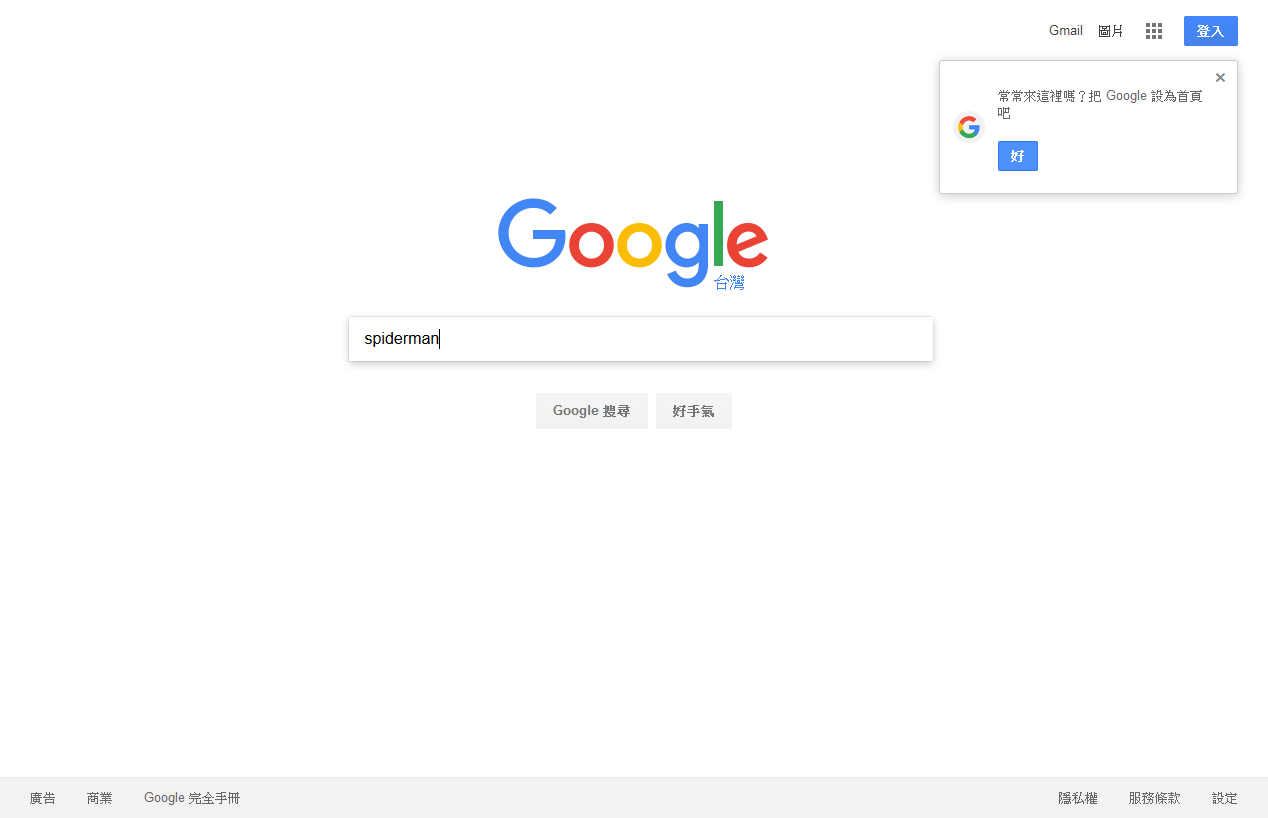 Gmail 圖片 登入
常常來這裡嗎？把 Google 設為首頁
吧
好
Google
台灣
spiderman
Google 搜尋 好手氣
廣告 商業 Google 完全手冊 隱私權 服務條款 設定